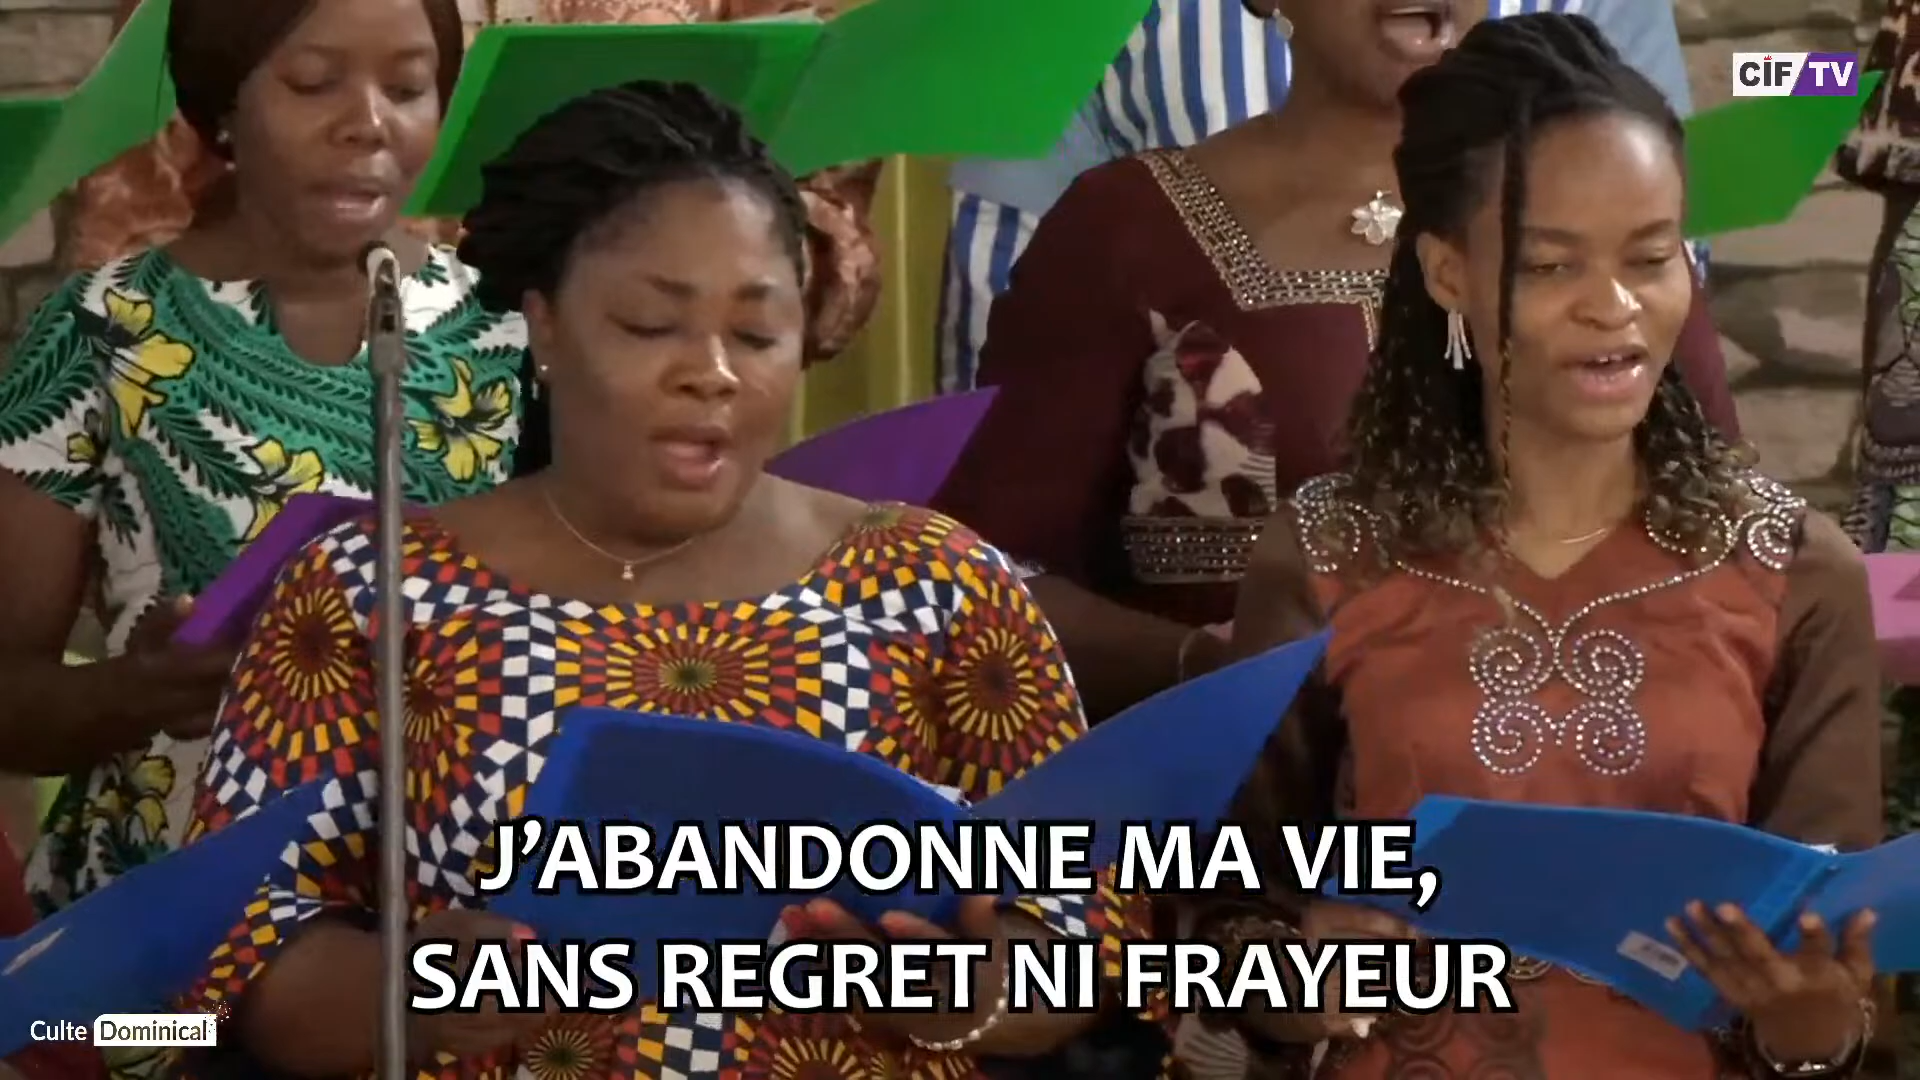 CIF/TV
J’ABANDONNE MA VIE,
SANS REGRET NI FRAYEUR
Culte Dominical